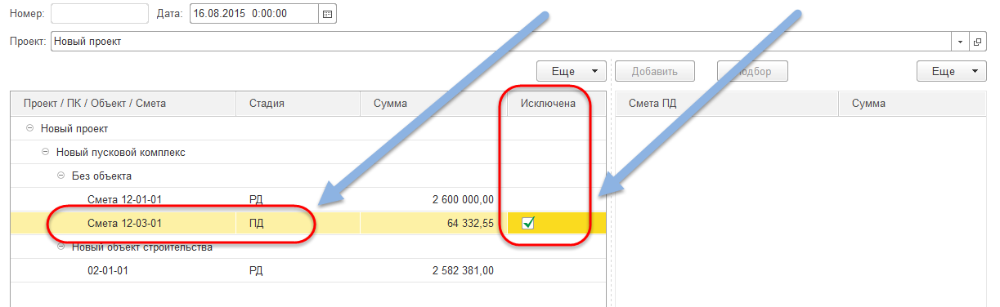 Номер: Дата: 16.08.2015 0:00:00
Проект: Новый проект
Еще Добавить Подбор Еще
Проект / ПК / Объект / Смета Стадия Сумма Исключена Смета ПД Сумма
Новый проект
Новый пусковой комплекс
Без объекта
Смета 12-01-01 РД 2 600 000,00
Смета 12-03-01 ПД 64 332,55
Новый объект строительства
02-01-01 РД 2 582 381,00